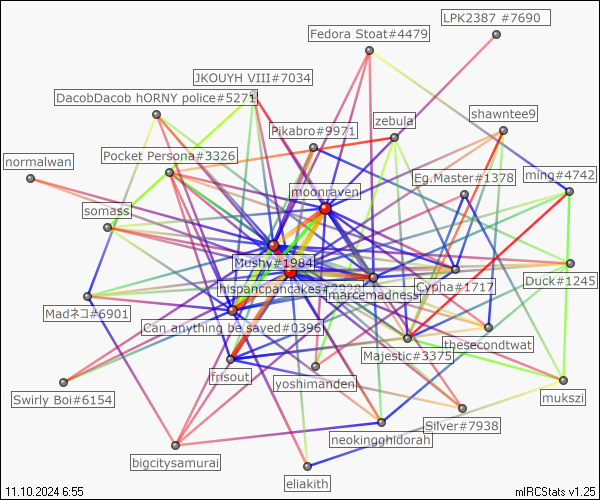 LPK2387 #7690
Fedora Stoat#4479
JKOUYH VIII#7034
DacobDacob hORNY police#5271
zebula
shawntee9
Pikabro#9971
Pocket Persona#3326
normalwan
Eg.Master#1378
ming#4742
moonraven
somass
Mushy#1984
hispancpandakes#2928
marcemadness
Cypha#1717
Duck#1245
Madネコ#6901
Can anything be saved#0396
thesecondtwat
Majestic#3375
frisout
yoshimanden
mukszi
Swirly Boi#6154
Silver#7938
neokingghidorah
bigcitysamurai
eliakith
11.10.2024 6:55
mIRCStats v1.25